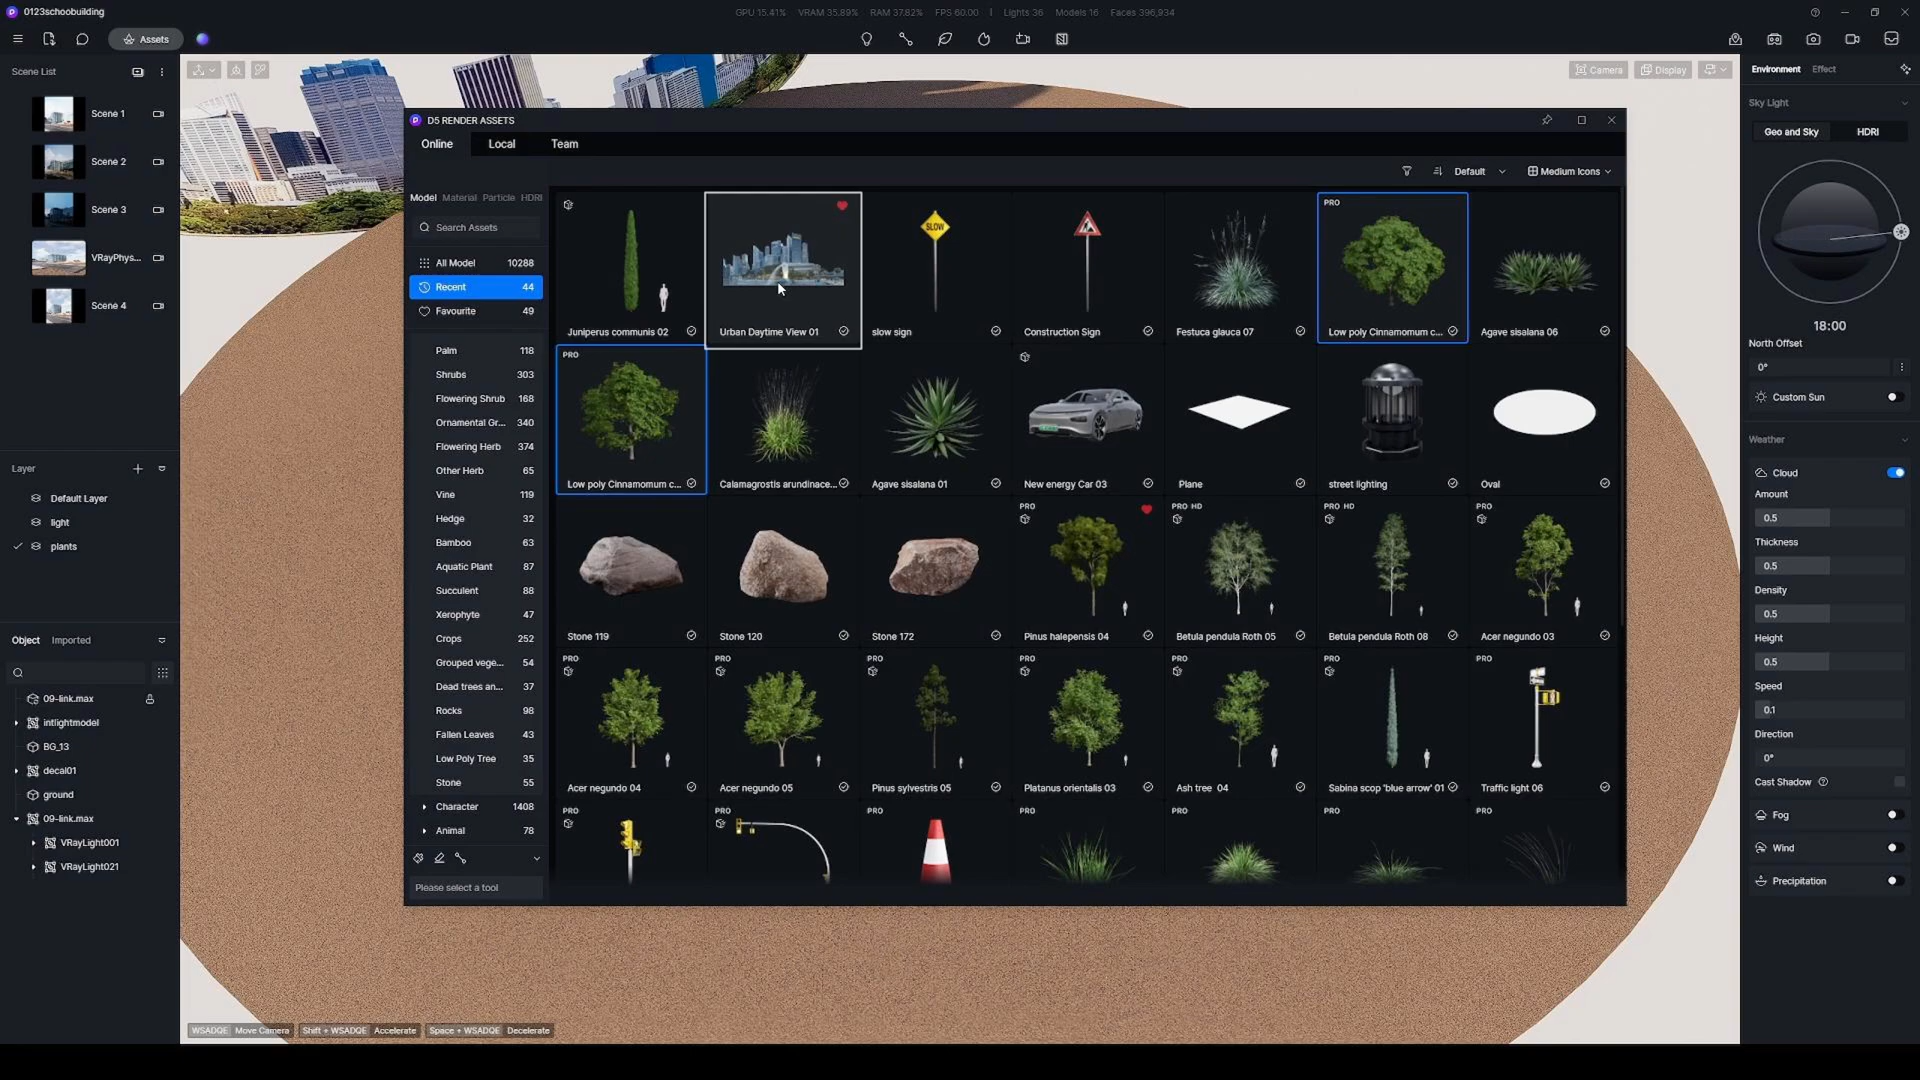 0123schoobuilding
GPU 15.41% VRAM 35.89% RAM 37.82% FPS 60.00 | Lights 36 Models 16 Faces 396,934
Assets
Scene List
Scene 1
Scene 2
Scene 3
VRayPhys...
Scene 4
Layer
Default Layer
light
plants
Object Imported
09-link.max
intlightmodel
BG_13
decal01
ground
09-link.max
VRayLight001
VRayLight021
Camera Display
D5 RENDER ASSETS
Online Local Team
Default Medium Icons
Model Material Particle HDRI
Search Assets
All Model 10288
Recent 44
Favourite 49
Palm 118
Shrubs 303
Flowering Shrub 168
Ornamental Gr... 340
Flowering Herb 374
Other Herb 65
Vine 119
Hedge 32
Bamboo 63
Aquatic Plant 87
Succulent 88
Xerophyte 47
Crops 252
Grouped vege... 54
Dead trees an... 37
Rocks 98
Fallen Leaves 43
Low Poly Tree 35
Stone 55
Character 1408
Animal 78
Please select a tool
SLOW
PRO
Juniperus communis 02 Urban Daytime View 01 slow sign Construction Sign Festuca glauca 07 Low poly Cinnamomum c... Agave sisalana 06
PRO
Low poly Cinnamomum c... Calamagrostis arundinace... Agave sisalana 01 New energy Car 03 Plane street lighting Oval
PRO PRO HD PRO HD PRO
Stone 119 Stone 120 Stone 172 Pinus halepensis 04 Betula pendula Roth 05 Betula pendula Roth 08 Acer negundo 03
PRO PRO PRO PRO PRO PRO PRO
Acer negundo 04 Acer negundo 05 Pinus sylvestris 05 Platanus orientalis 03 Ash tree 04 Sabina scop 'blue arrow' 01 Traffic light 06
PRO PRO PRO PRO PRO PRO PRO
WSADQE Move Camera Shift + WSADQE Accelerate Space + WSADQE Decelerate
Environment Effect
Sky Light
Geo and Sky HDRI
18:00
North Offset
0°
Custom Sun
Weather
Cloud
Amount
0.5
Thickness
0.5
Density
0.5
Height
0.5
Speed
0.1
Direction
0°
Cast Shadow
Fog
Wind
Precipitation